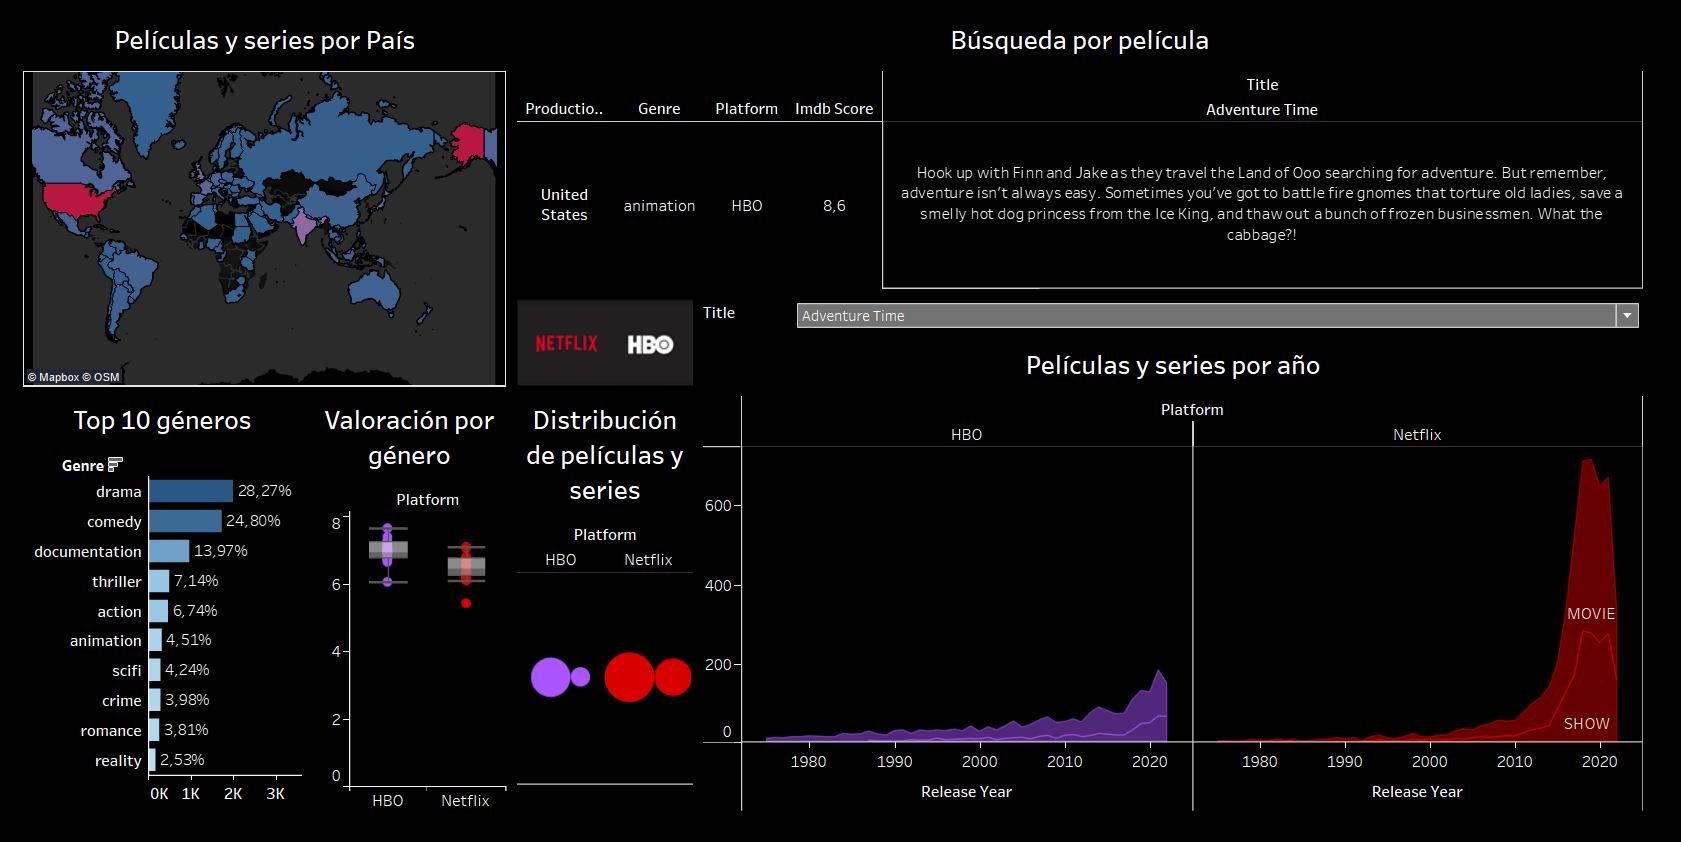 Películas y series por País
Búsqueda por película
Productio..
Genre
Platform
Imdb Score
Title
Adventure Time
United
States
animation
HBO
8,6
Hook up with Finn and Jake as they travel the Land of Ooo searching for adventure. But remember,
adventure isn’t always easy. Sometimes you’ve got to battle fire gnomes that torture old ladies, save a
smelly hot dog princess from the Ice King, and thaw out a bunch of frozen businessmen. What the
cabbage?!
© Mapbox © OSM
NETFLIX
HBO
Title
Adventure Time
Películas y series por año
Top 10 géneros
Genre
drama
28,27%
comedy
24,80%
documentation
13,97%
thriller
7,14%
action
6,74%
animation
4,51%
scifi
4,24%
crime
3,98%
romance
3,81%
reality
2,53%
0K
1K
2K
3K
Valoración por
género
Platform
8
6
4
2
0
HBO
Netflix
Distribución
de películas y
series
Platform
HBO
Netflix
Platform
HBO
Netflix
600
400
200
0
MOVIE
SHOW
1980
1990
2000
2010
2020
1980
1990
2000
2010
2020
Release Year
Release Year